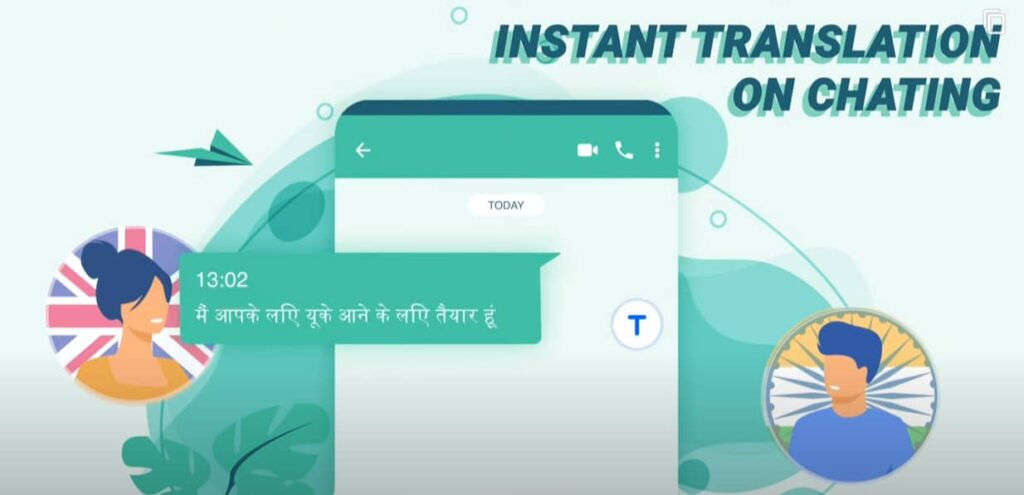 INSTANT TRANSLATION
ON CHATING
TODAY
13:02
मैं आपके लिए यूके आने के लिए तैयार हूं
T